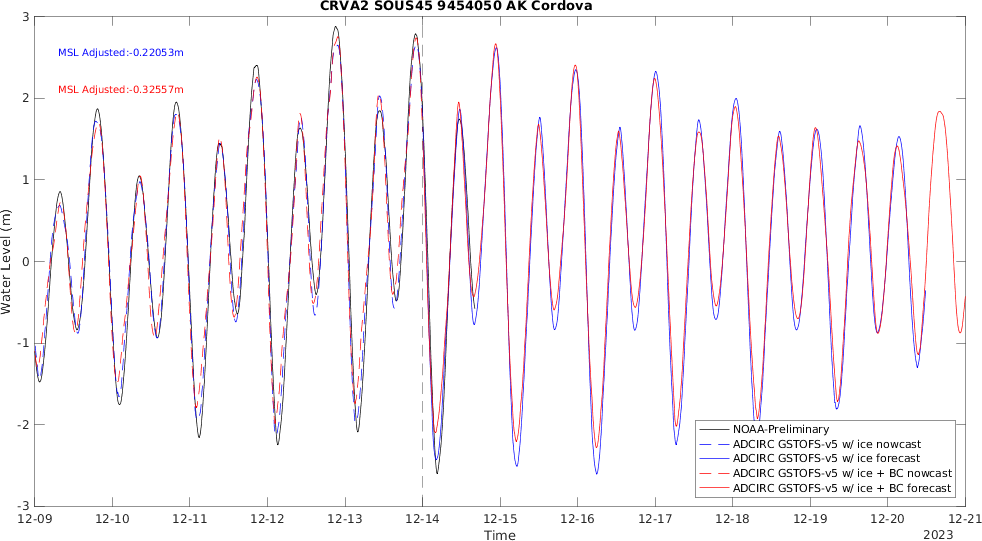 CRVA2 SOUS45 9454050 AK Cordova
3
MSL Adjusted:-0.22053m
MSL Adjusted:-0.32557m
2
1
0
-1
-2
-3
Water Level (m)
NOAA-Preliminary
ADCIRC GSTOFS-v5 w/ ice nowcast
ADCIRC GSTOFS-v5 w/ ice forecast
ADCIRC GSTOFS-v5 w/ ice + BC nowcast
ADCIRC GSTOFS-v5 w/ ice + BC forecast
12-09 12-10 12-11 12-12 12-13 12-14 12-15 12-16 12-17 12-18 12-19 12-20 12-21
Time
2023